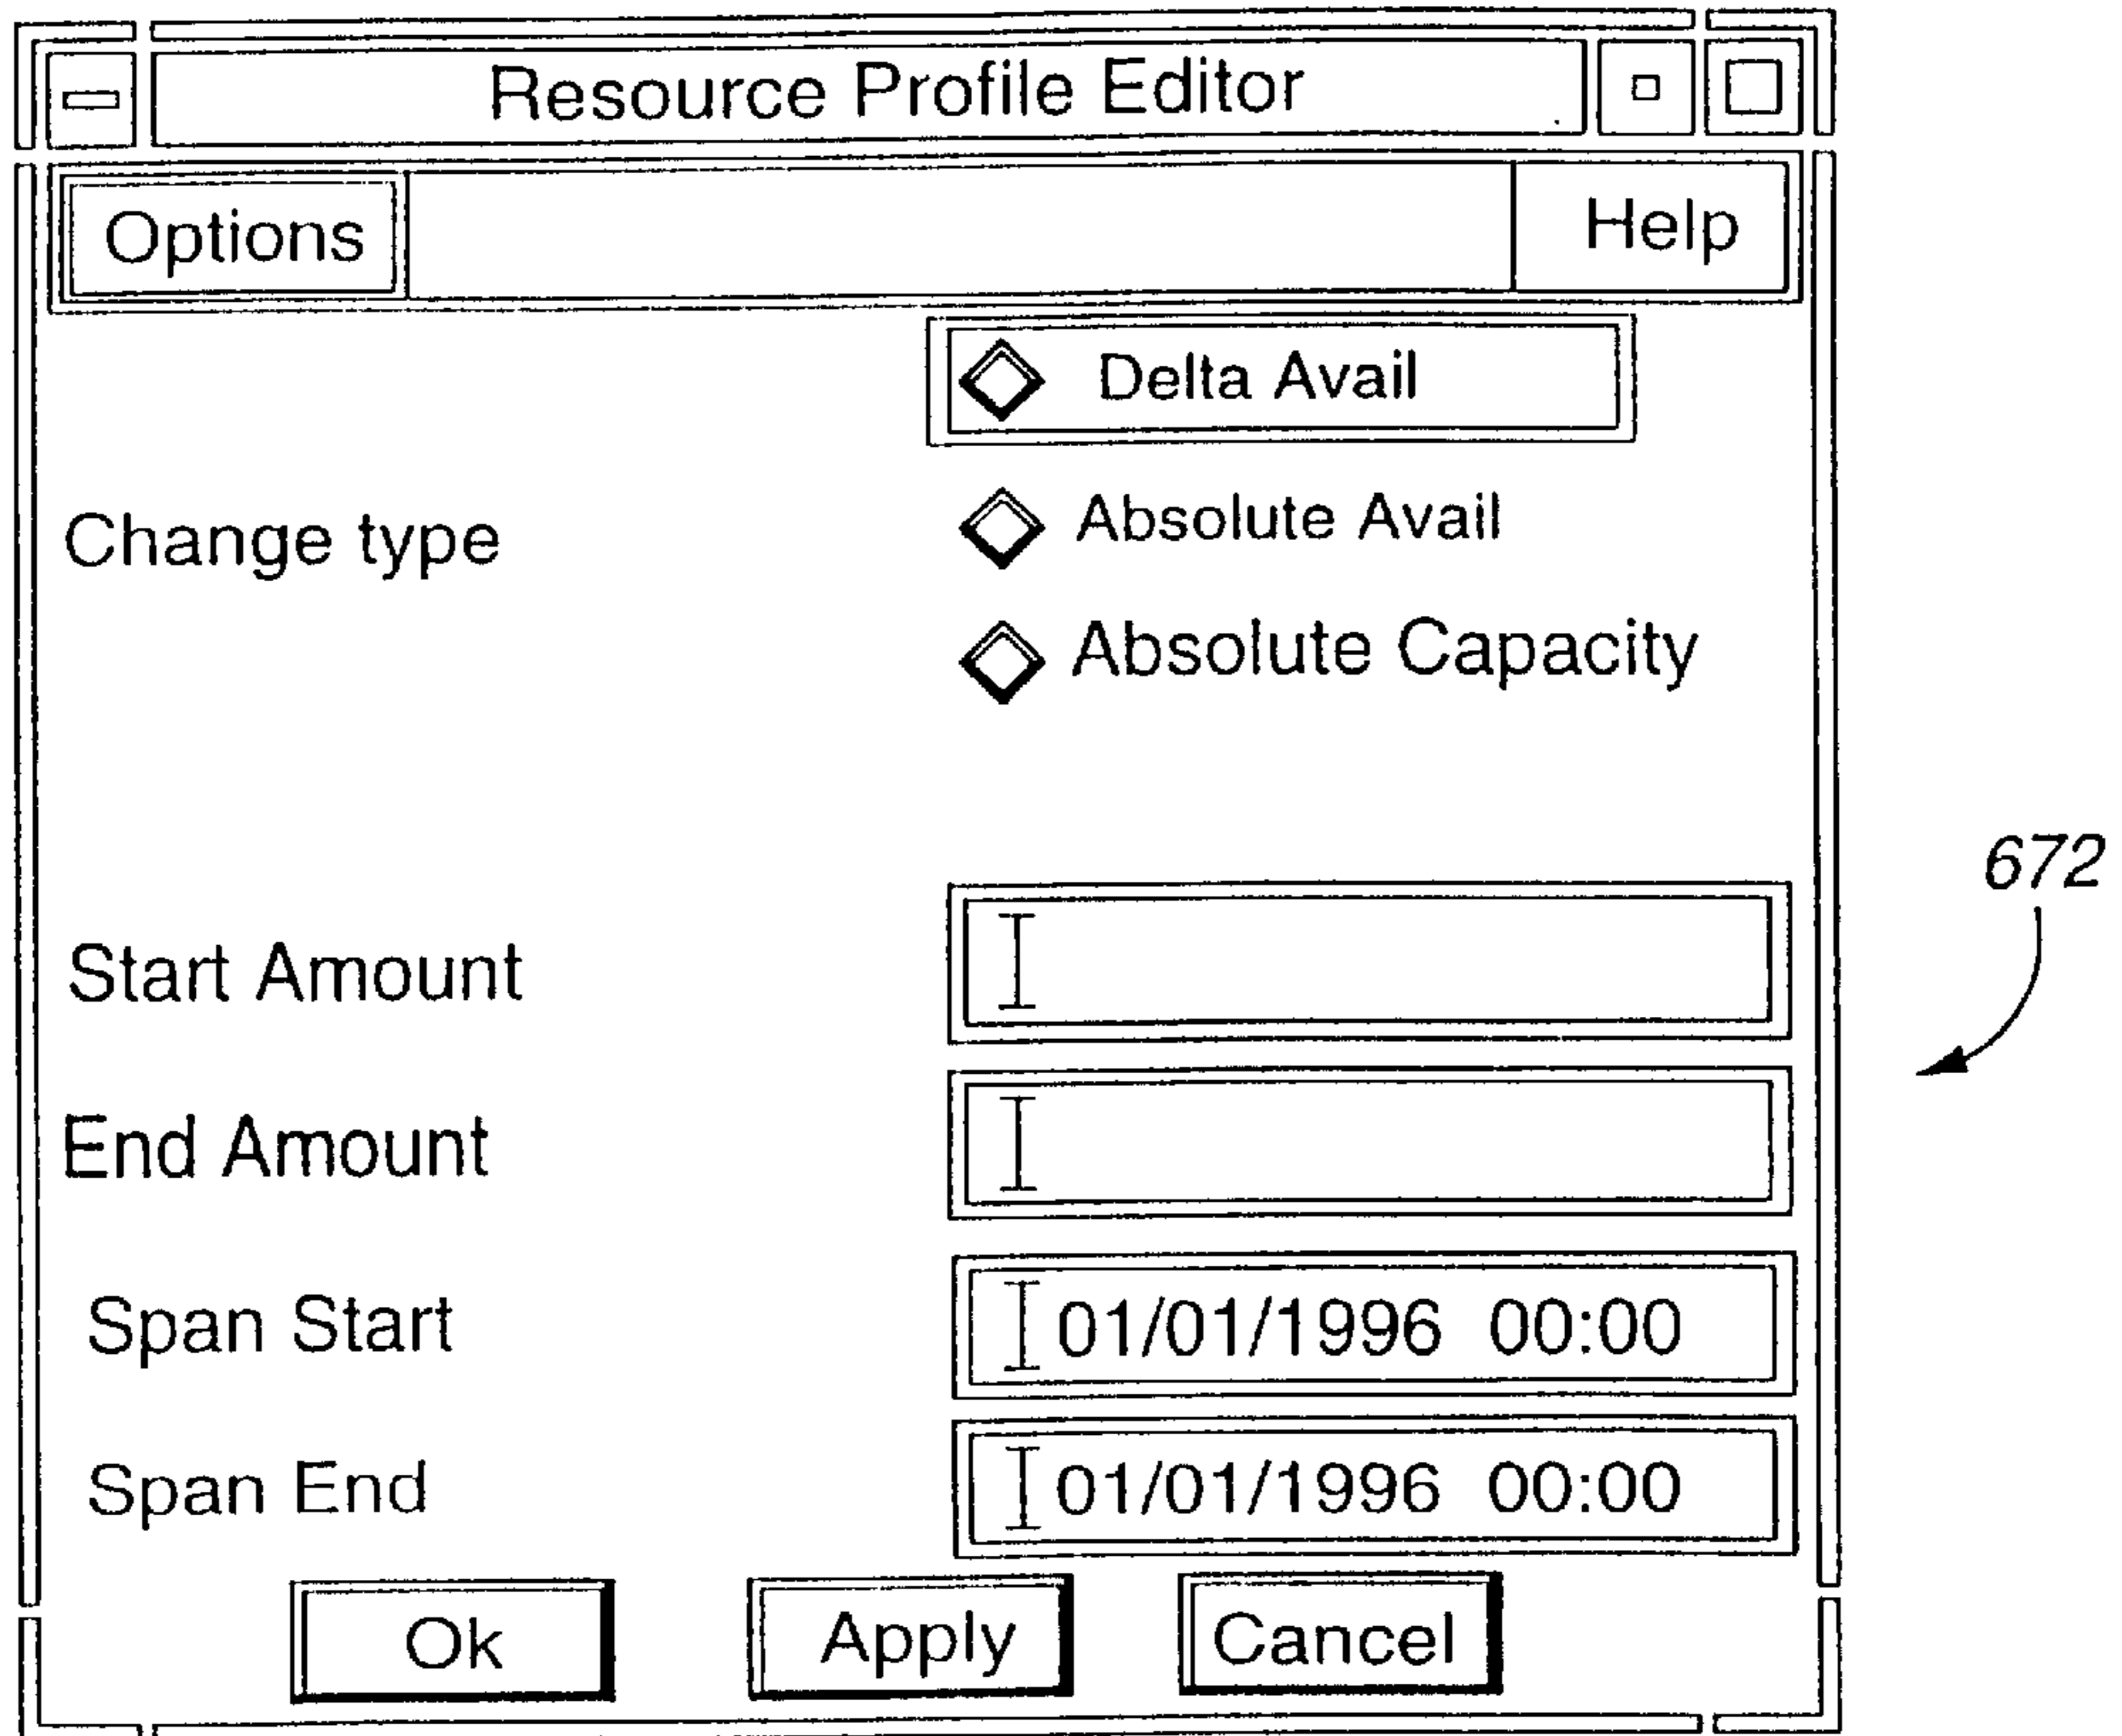 Resource Profile Editor
Options Help
Delta Avail
Change type
Absolute Avail
Absolute Capacity
672
Start Amount
End Amount
Span Start 01/01/1996 00:00
Span End 01/01/1996 00:00
Ok Apply Cancel